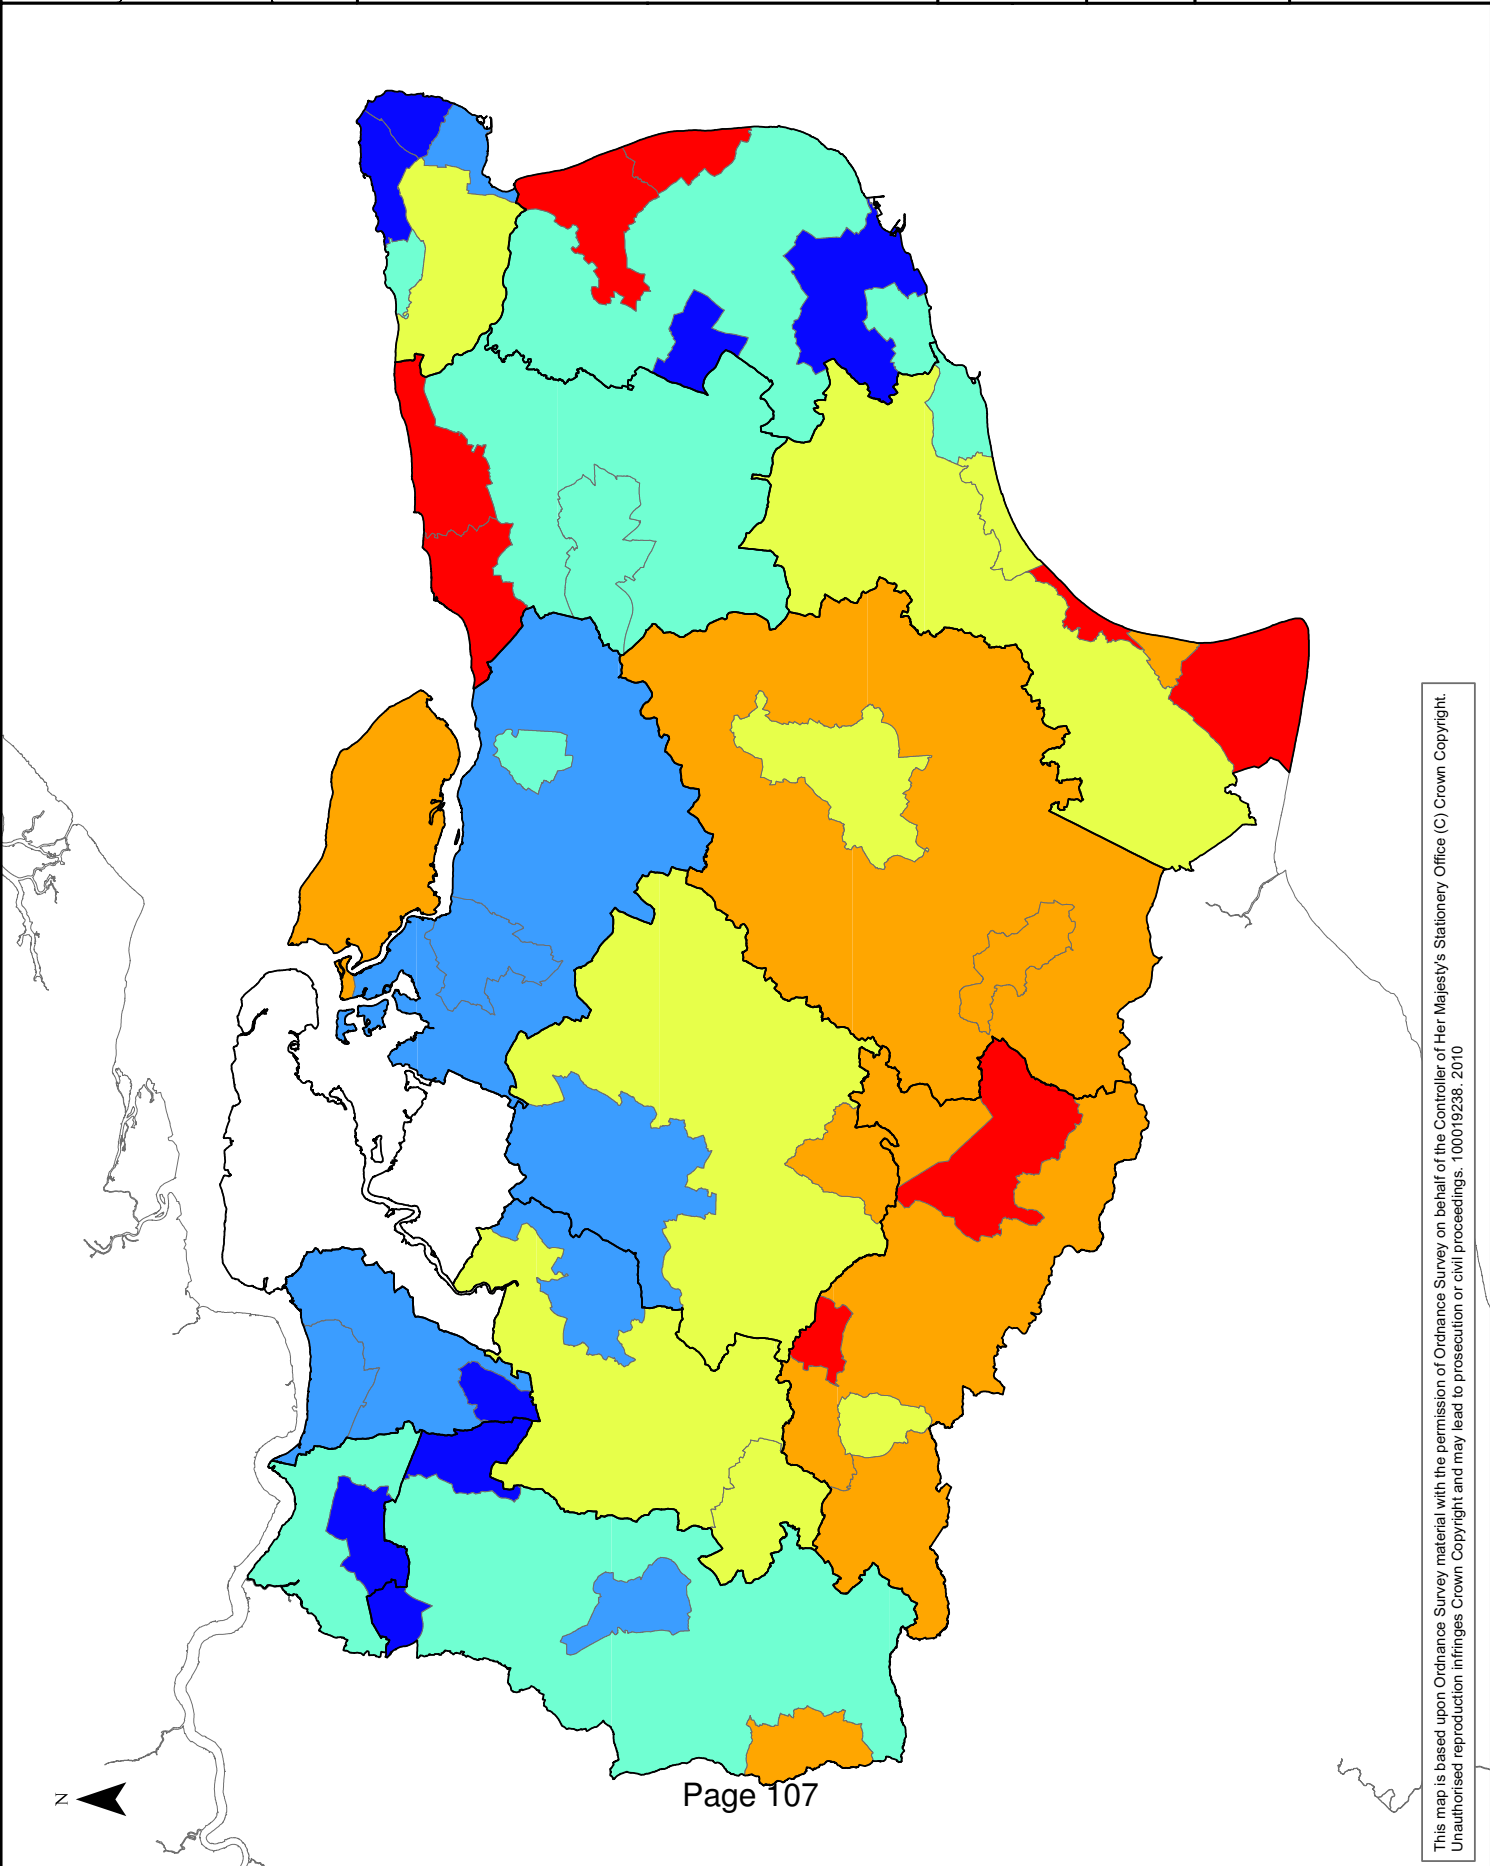 This map is based upon Ordnance Survey material with the permission of Ordnance Survey on behalf of the Controller of Her Majesty's Stationery Office (C) Crown Copyright.
Unauthorised reproduction infringes Crown Copyright and may lead to prosecution or civil proceedings. 100019238. 2010
N
Page 107